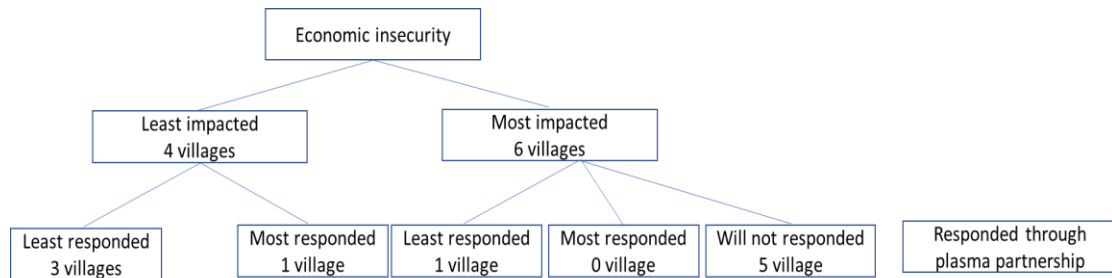 Economic insecurity
Least impacted
4 villages
Most impacted
6 villages
Least responded
3 villages
Most responded
1 village
Least responded
1 village
Most responded
0 village
Will not responded
5 village
Responded through
plasma partnership